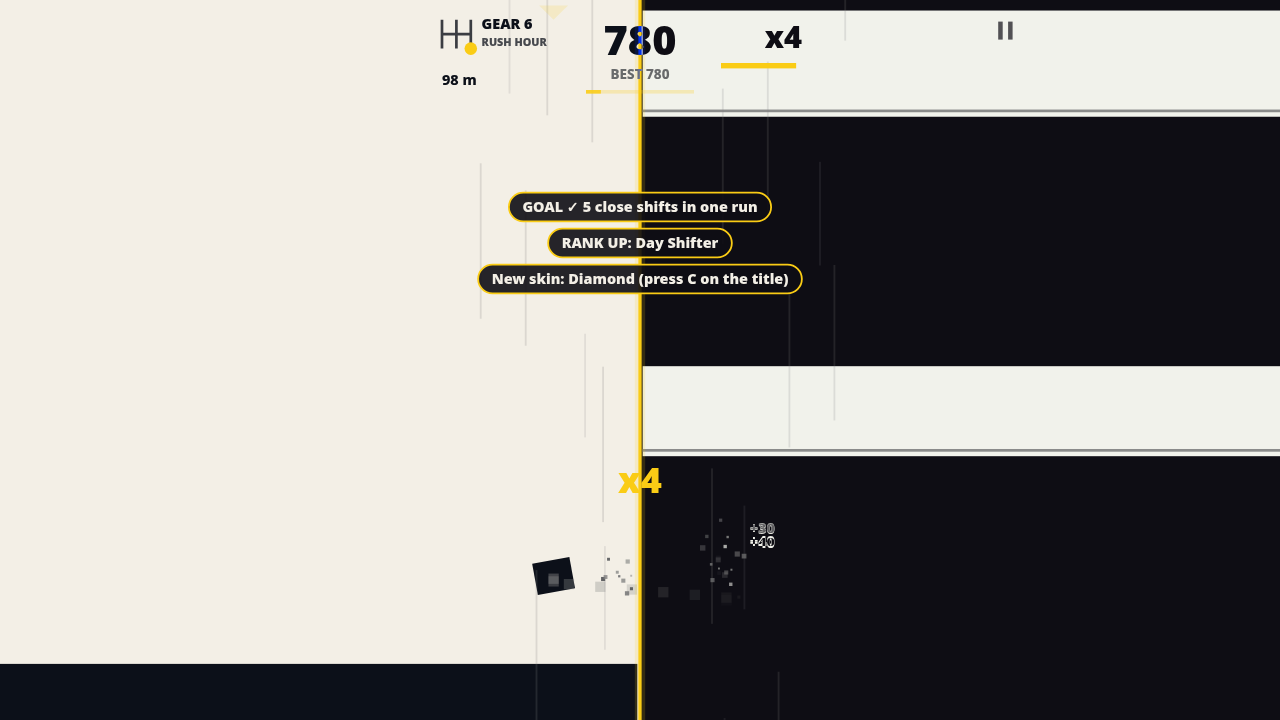 GEAR 6
RUSH HOUR
98 m
780
BEST 780
x4
GOAL ✓ 5 close shifts in one run
RANK UP: Day Shifter
New skin: Diamond (press C on the title)
x4
+30
+40